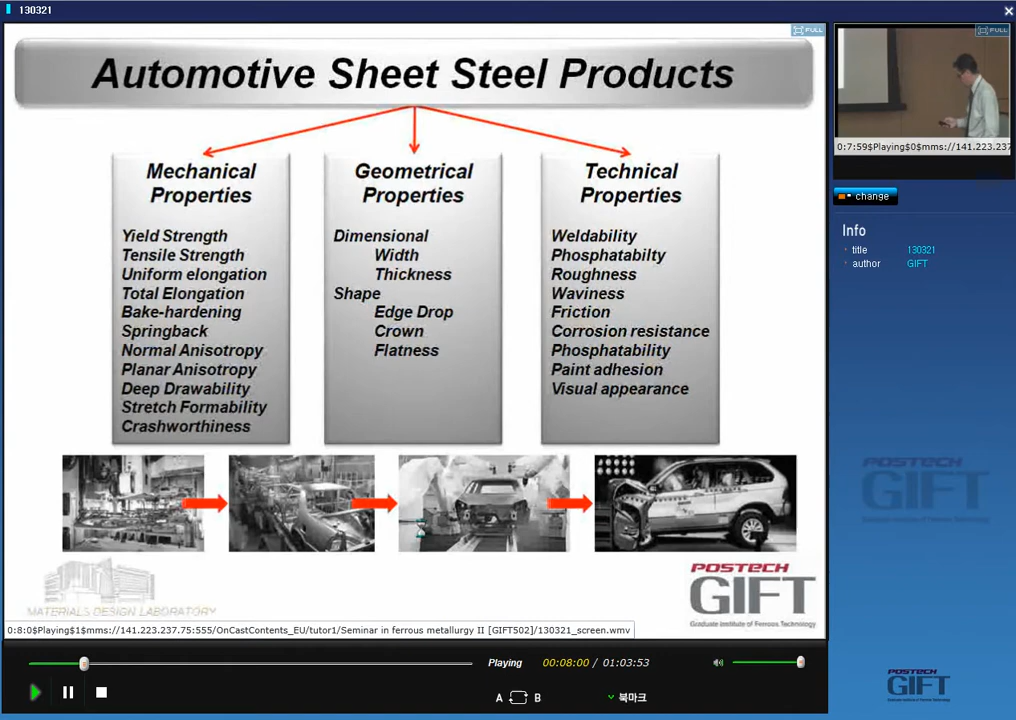 130321
FULL
Automotive Sheet Steel Products
Mechanical
Properties
Yield Strength
Tensile Strength
Uniform elongation
Total Elongation
Bake-hardening
Springback
Normal Anisotropy
Planar Anisotropy
Deep Drawability
Stretch Formability
Crashworthiness
Geometrical
Properties
Dimensional
Width
Thickness
Shape
Edge Drop
Crown
Flatness
Technical
Properties
Weldability
Phosphatabilty
Roughness
Waviness
Friction
Corrosion resistance
Phosphatability
Paint adhesion
Visual appearance
MATERIALS DESIGN LABORATORY
POSTECH
GIFT
Graduate Institute of Ferrous Technology
0:8:0$Playing$1$mms://141.223.237.75:555/OnCastContents_EU/tutor1/Seminar in ferrous metallurgy II [GIFT502]/130321_screen.wmv
Playing
00:08:00 / 01:03:53
A B
북마크
FULL
0:7:59$Playing$0$mms://141.223.237
change
Info
title 130321
author GIFT
POSTECH
GIFT
Graduate Institute of Ferrous Technology
POSTECH
GIFT